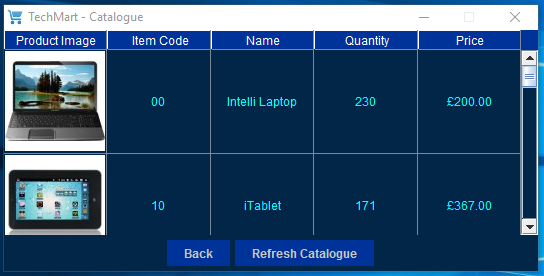 TechMart - Catalogue
Product Image Item Code Name Quantity Price
00 Intelli Laptop 230 £200.00
10 iTablet 171 £367.00
Back Refresh Catalogue